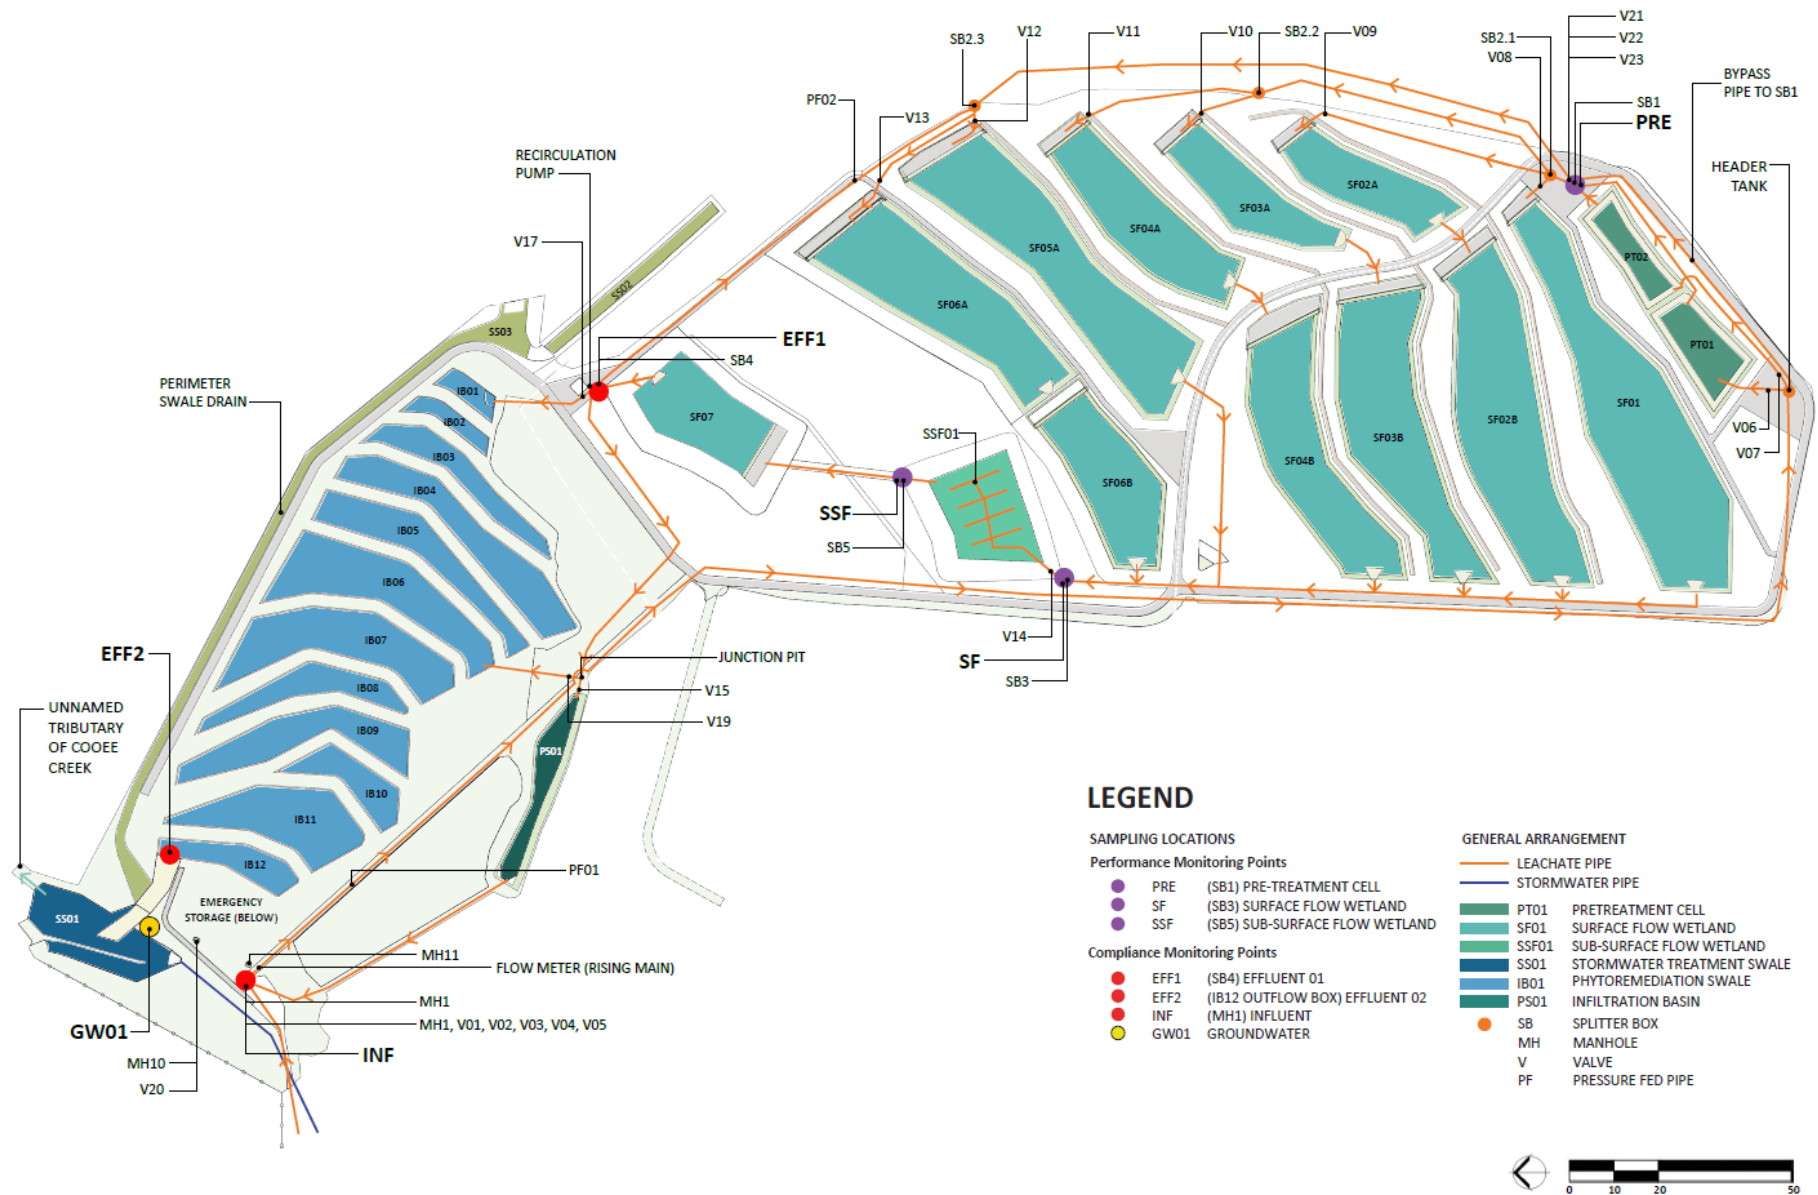 V21
V22
V23
SB2.3
V12
V11
V10
SB2.2
V09
SB2.1
V08
BYPASS
PIPE TO SB1
PF02
SB1
PRE
V13
RECIRCULATION
PUMP
HEADER
TANK
SF02A
SF03A
SF04A
SF05A
SF06A
PT02
PT01
V17
SS02
SS03
EFF1
SB4
PERIMETER
SWALE DRAIN
IB01
IB02
IB03
IB04
IB05
IB06
IB07
IB08
IB09
IB10
IB11
IB12
SF07
SSF01
SF06B
SF04B
SF03B
SF02B
SF01
V06
V07
SSF
SB5
V14
SF
SB3
EFF2
JUNCTION PIT
V15
V19
UNNAMED
TRIBUTARY
OF COOEE
CREEK
PS01
PF01
EMERGENCY
STORAGE (BELOW)
SS01
MH11
FLOW METER (RISING MAIN)
MH1
MH1, V01, V02, V03, V04, V05
GW01
INF
MH10
V20
LEGEND
SAMPLING LOCATIONS
Performance Monitoring Points
PRE (SB1) PRE-TREATMENT CELL
SF (SB3) SURFACE FLOW WETLAND
SSF (SB5) SUB-SURFACE FLOW WETLAND
Compliance Monitoring Points
EFF1 (SB4) EFFLUENT 01
EFF2 (IB12 OUTFLOW BOX) EFFLUENT 02
INF (MH1) INFLUENT
GW01 GROUNDWATER
GENERAL ARRANGEMENT
LEACHATE PIPE
STORMWATER PIPE
PT01 PRETREATMENT CELL
SF01 SURFACE FLOW WETLAND
SSF01 SUB-SURFACE FLOW WETLAND
SS01 STORMWATER TREATMENT SWALE
IB01 PHYTOREMEDIATION SWALE
PS01 INFILTRATION BASIN
SB SPLITTER BOX
MH MANHOLE
V VALVE
PF PRESSURE FED PIPE
0 10 20 50